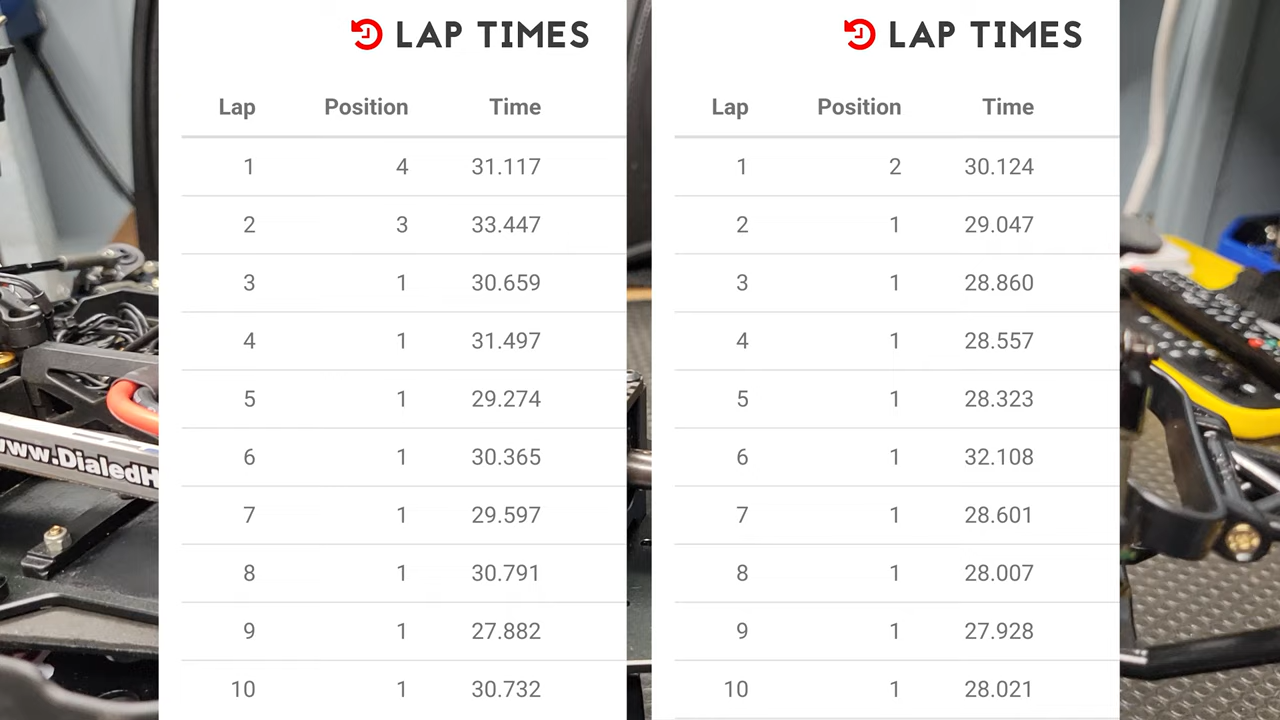 LAP TIMES
Lap Position Time
1 4 31.117
2 3 33.447
3 1 30.659
4 1 31.497
5 1 29.274
6 1 30.365
7 1 29.597
8 1 30.791
9 1 27.882
10 1 30.732
LAP TIMES
Lap Position Time
1 2 30.124
2 1 29.047
3 1 28.860
4 1 28.557
5 1 28.323
6 1 32.108
7 1 28.601
8 1 28.007
9 1 27.928
10 1 28.021
www.DialedH